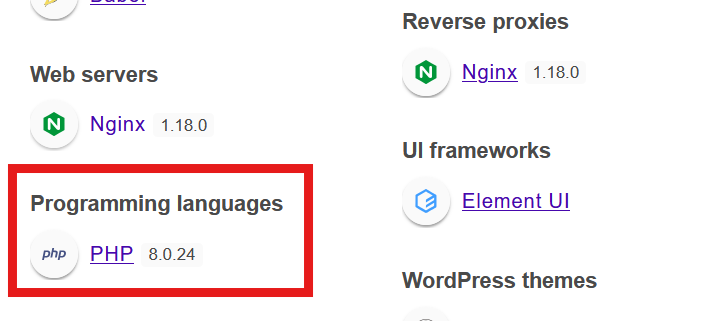 Babel
Web servers
Nginx 1.18.0
Programming languages
php PHP 8.0.24
Reverse proxies
Nginx 1.18.0
UI frameworks
Element UI
WordPress themes